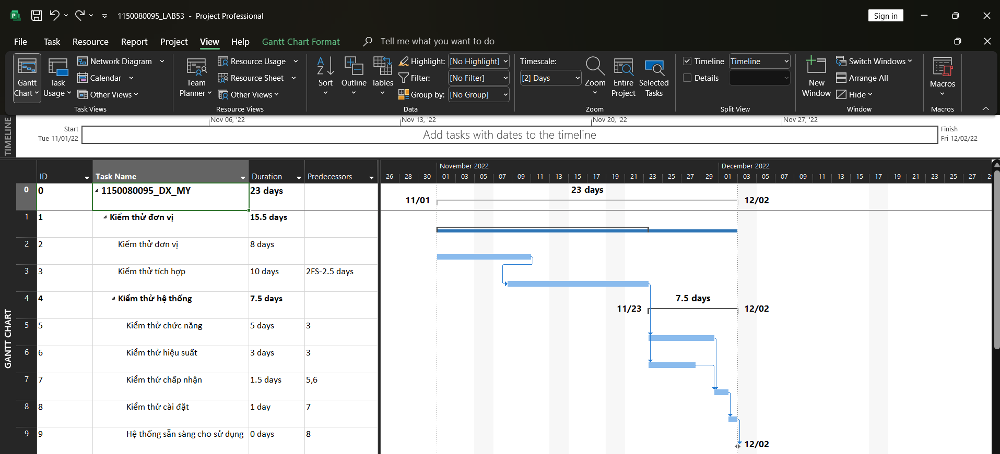 1150080095_LAB53 - Project Professional
Sign in
File Task Resource Report Project View Help Gantt Chart Format Tell me what you want to do
Gantt Chart
Task Usage
Network Diagram
Calendar
Other Views
Task Views
Team Planner
Resource Usage
Resource Sheet
Other Views
Resource Views
Sort
Outline
Tables
Highlight: [No Highlight]
Filter: [No Filter]
Group by: [No Group]
Data
Timescale:
[2] Days
Zoom
Entire Project
Selected Tasks
Zoom
Timeline Timeline
Details
Split View
New Window
Switch Windows
Arrange All
Hide
Window
Macros
Macros
TIMELINE
Nov 06, '22 Nov 13, '22 Nov 20, '22 Nov 27, '22
Start
Tue 11/01/22
Add tasks with dates to the timeline
Finish
Fri 12/02/22
GANTT CHART
November 2022 December 2022
ID Task Name Duration Predecessors
26 28 30 01 03 05 07 09 11 13 15 17 19 21 23 25 27 29 01 03 05 07 09 11 13 15 17 19 21 23 25 27
0 0 1150080095_DX_MY 23 days
23 days
11/01 12/02
1 1 Kiểm thử đơn vị 15.5 days
2 2 Kiểm thử đơn vị 8 days
3 3 Kiểm thử tích hợp 10 days 2FS-2.5 days
4 4 Kiểm thử hệ thống 7.5 days
7.5 days
11/23 12/02
5 5 Kiểm thử chức năng 5 days 3
6 6 Kiểm thử hiệu suất 3 days 3
7 7 Kiểm thử chấp nhận 1.5 days 5,6
8 8 Kiểm thử cài đặt 1 day 7
9 9 Hệ thống sẵn sàng cho sử dụng 0 days 8
12/02